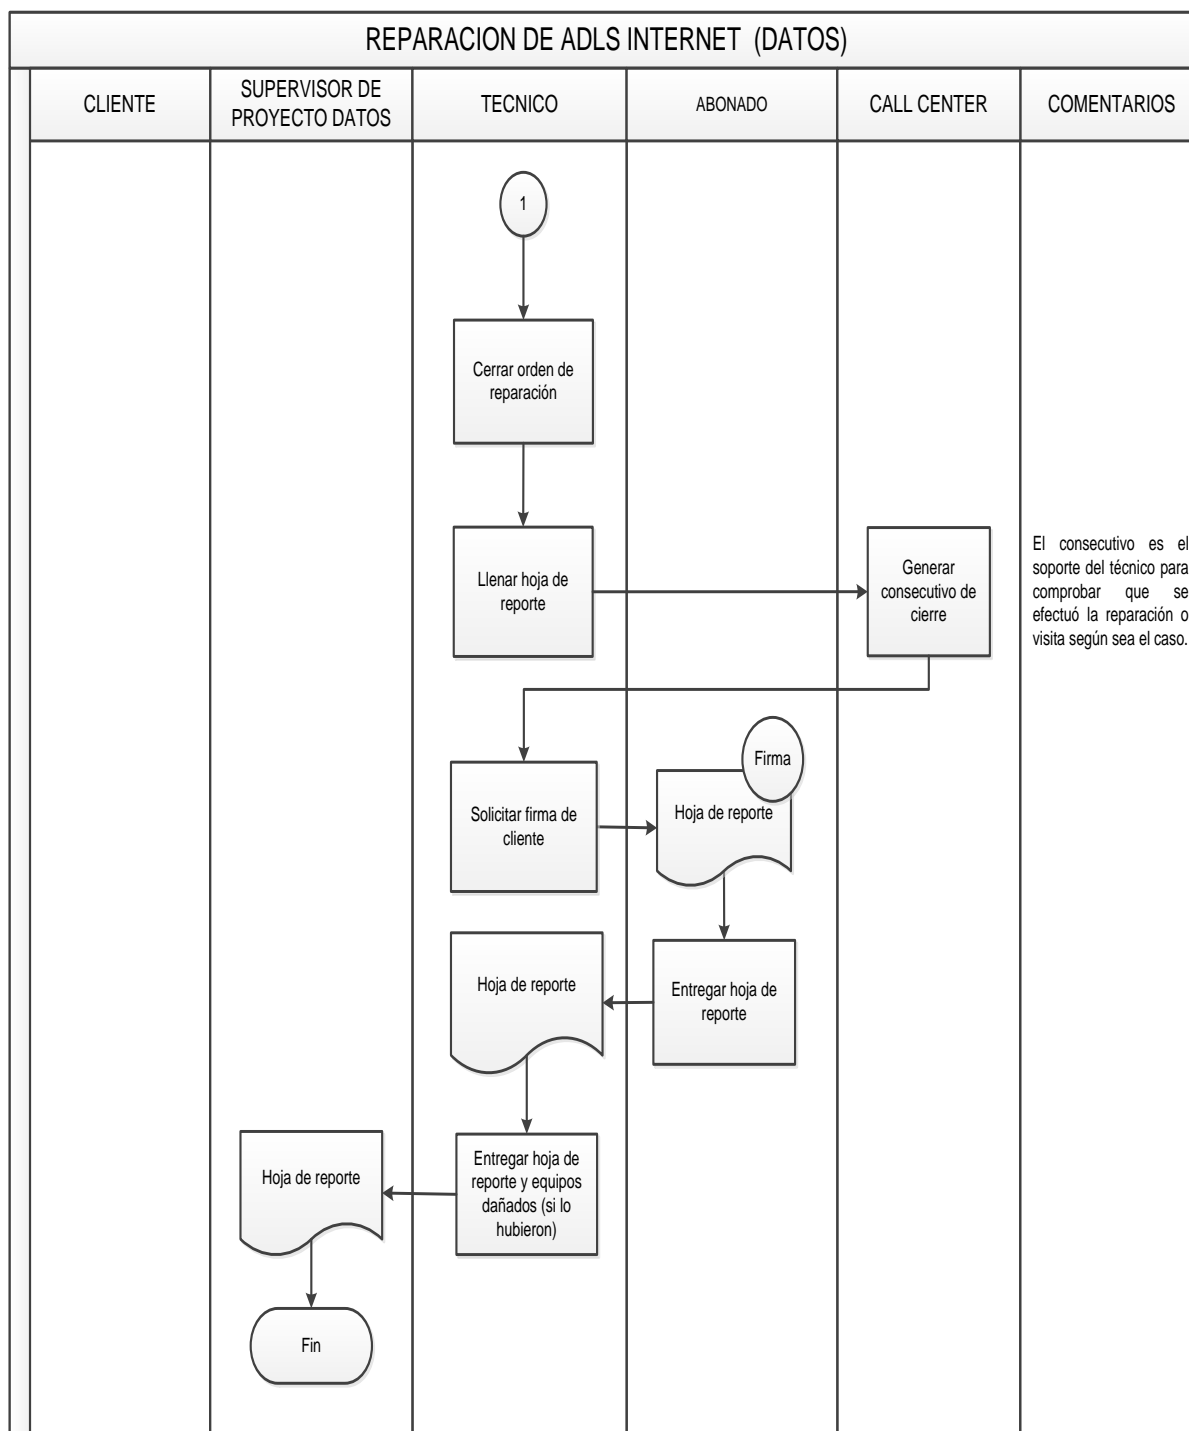 REPARACION DE ADLS INTERNET (DATOS)
CLIENTE
SUPERVISOR DE
PROYECTO DATOS
TECNICO
ABONADO
CALL CENTER
COMENTARIOS
1
Cerrar orden de
reparación
Llenar hoja de
reporte
Generar
consecutivo de
cierre
El consecutivo es el
soporte del técnico para
comprobar que se
efectuó la reparación o
visita según sea el caso.
Solicitar firma de
cliente
Firma
Hoja de reporte
Entregar hoja de
reporte
Hoja de reporte
Entregar hoja de
reporte y equipos
dañados (si lo
hubieron)
Hoja de reporte
Fin